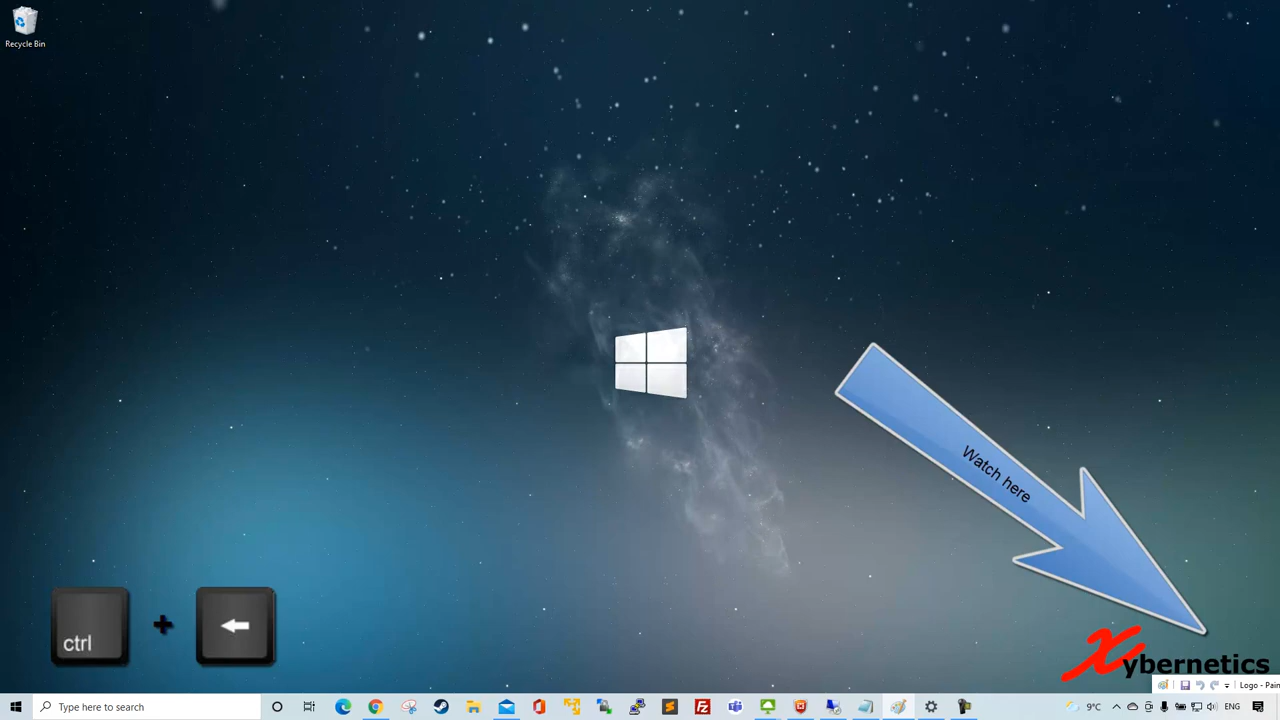 Recycle Bin
Watch here
ctrl
+
Xybernetics
Logo - Pain
Type here to search
9°C
ENG